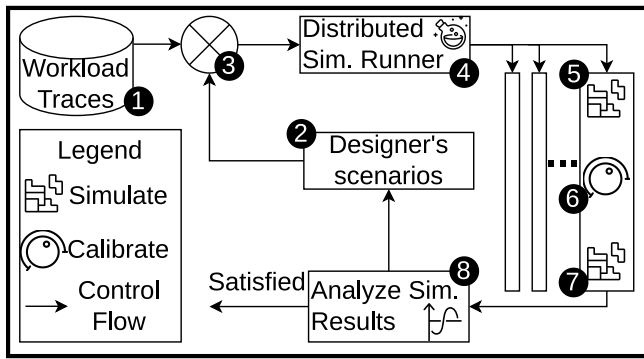 Workload
Traces
1
3
Distributed
Sim. Runner
4
5
2
Designer's
scenarios
6
7
Legend
Simulate
Calibrate
Control
Flow
Satisfied
8
Analyze Sim.
Results